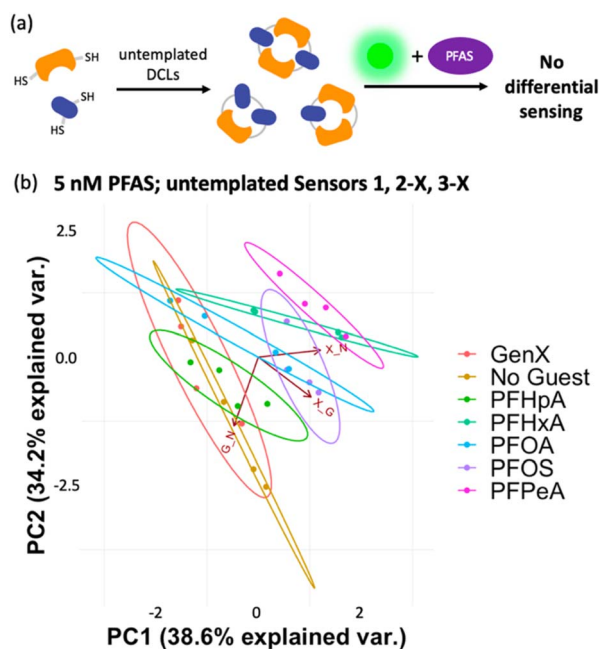 (a)
SH
HS
SH
HS
untemplated
DCLs
+
PFAS
No
differential
sensing
(b) 5 nM PFAS; untemplated Sensors 1, 2-X, 3-X
2.5
0.0
-2.5
PC2 (34.2% explained var.)
X_N
X_G
G_N
-2
0
2
PC1 (38.6% explained var.)
GenX
No Guest
PFHpA
PFHxA
PFOA
PFOS
PFPeA